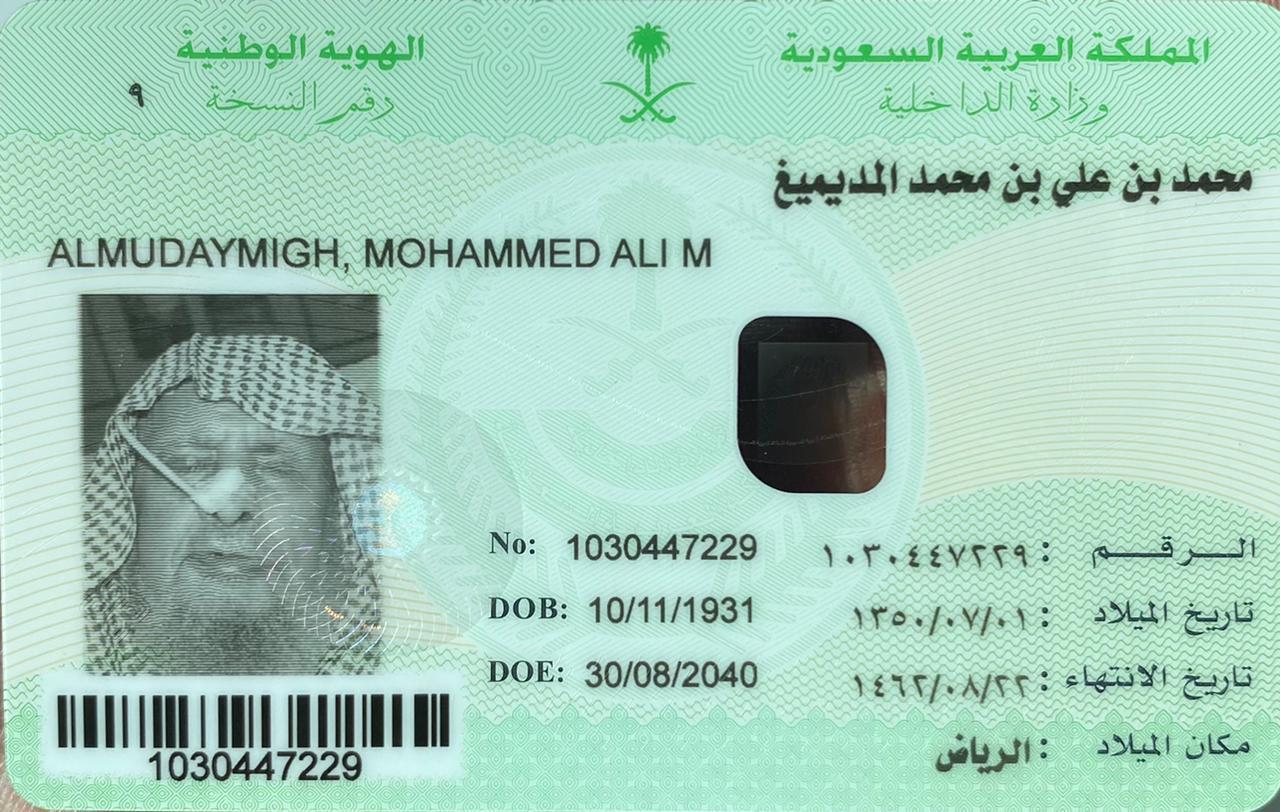 المملكة العربية السعودية
وزارة الداخلية
الهوية الوطنية
رقم النسخة ٩
محمد بن علي بن محمد المديميغ
ALMUDAYMIGH, MOHAMMED ALI M
الـــرقـــم : ١٠٣٠٤٤٧٢٢٩ No: 1030447229
تاريخ الميلاد : ١٣٥٠/٠٧/٠١ DOB: 10/11/1931
تاريخ الانتهاء : ١٤٦٢/٠٨/٢٢ DOE: 30/08/2040
مكان الميلاد : الرياض
1030447229